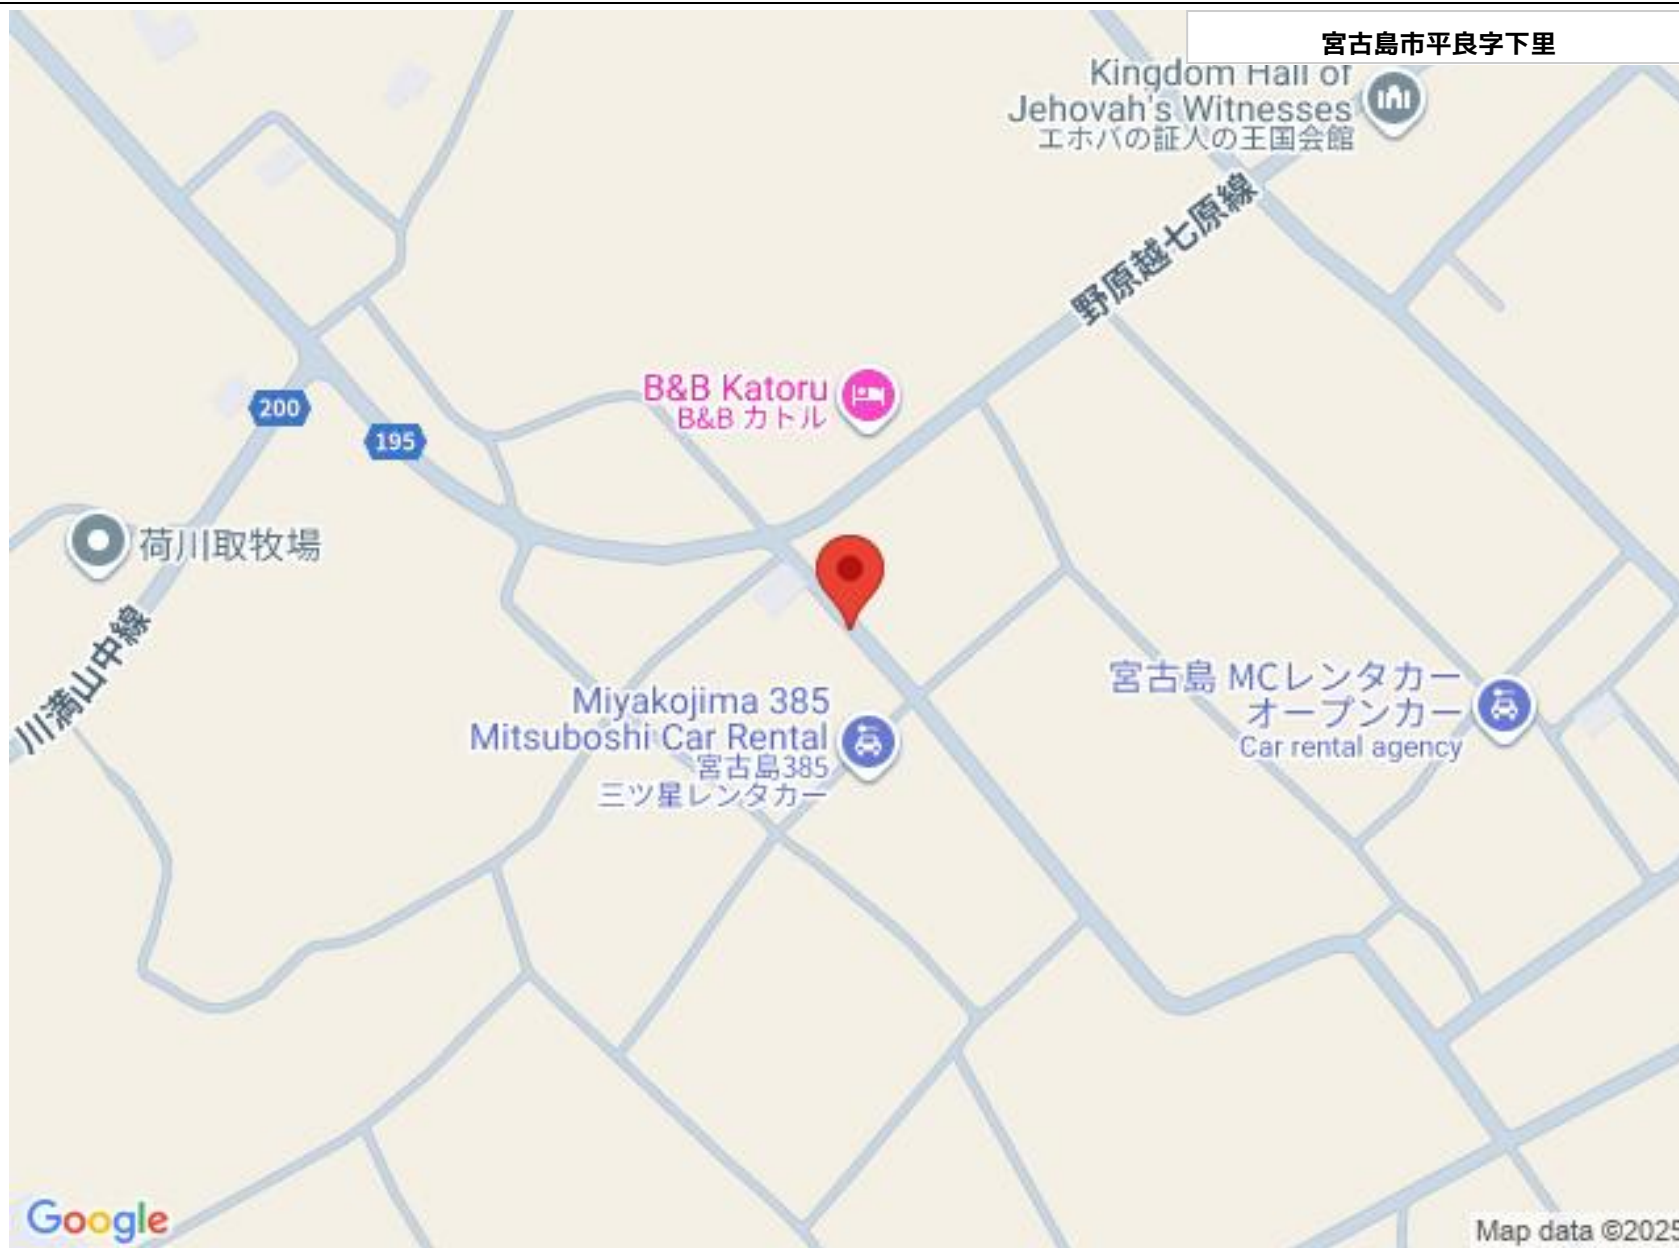 宮古島市平良字下里
Kingdom Hall of
Jehovah's Witnesses
エホバの証人の王国会館
野原越七原線
B&B Katoru
B&B カトル
200
195
荷川取牧場
川満山中線
Miyakojima 385
Mitsuboshi Car Rental
宮古島385
三ツ星レンタカー
宮古島 MCレンタカー
オープンカー
Car rental agency
Google
Map data ©2025